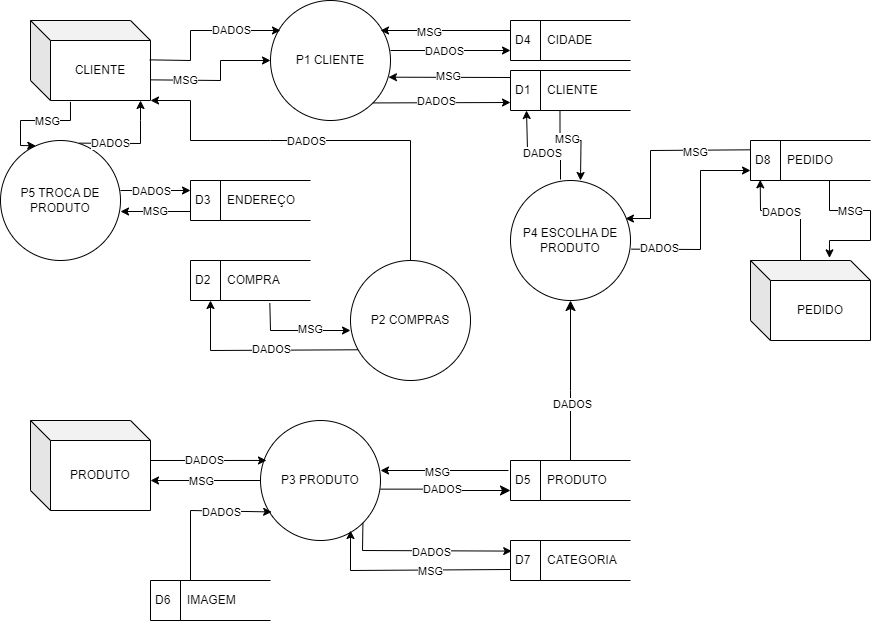 DADOS
MSG
D4 CIDADE
P1 CLIENTE
DADOS
CLIENTE
MSG
MSG
D1 CLIENTE
DADOS
MSG
DADOS
MSG
DADOS
DADOS
MSG
DADOS
D8 PEDIDO
P5 TROCA DE
PRODUTO
DADOS
D3 ENDEREÇO
MSG
DADOS
MSG
P4 ESCOLHA DE
PRODUTO
DADOS
D2 COMPRA
MSG
P2 COMPRAS
DADOS
PEDIDO
DADOS
DADOS
MSG
PRODUTO
MSG
P3 PRODUTO
DADOS
D5 PRODUTO
DADOS
DADOS
MSG
D7 CATEGORIA
D6 IMAGEM